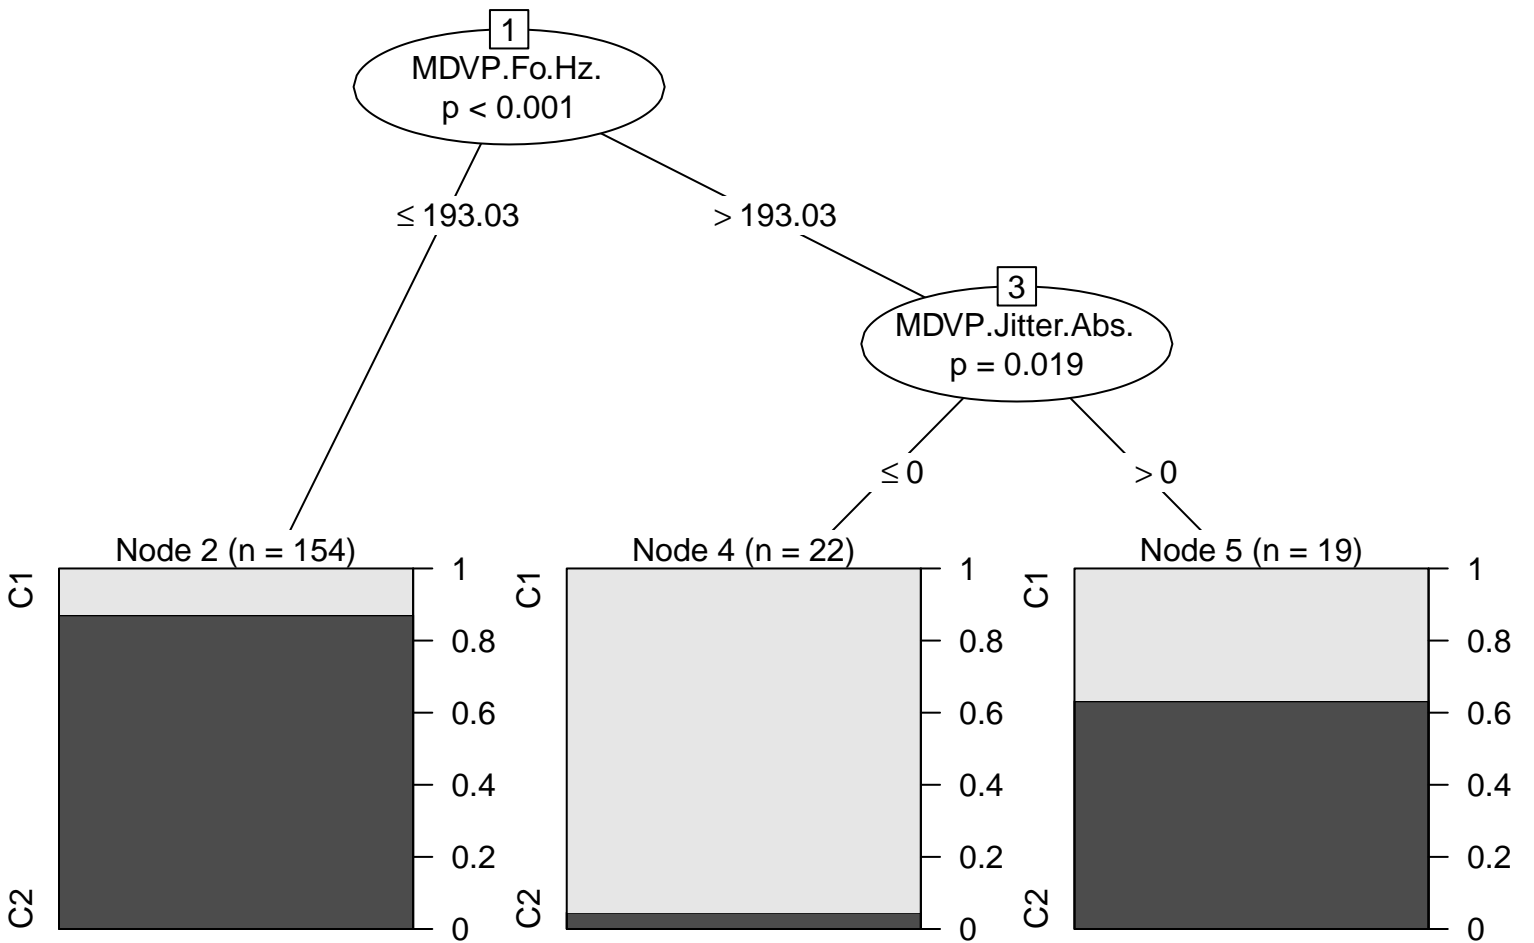 1
MDVP.Fo.Hz.
p < 0.001
≤ 193.03
> 193.03
3
MDVP.Jitter.Abs.
p = 0.019
≤ 0
> 0
Node 2 (n = 154)
C1
C2
1
0.8
0.6
0.4
0.2
0
Node 4 (n = 22)
C1
C2
1
0.8
0.6
0.4
0.2
0
Node 5 (n = 19)
C1
C2
1
0.8
0.6
0.4
0.2
0